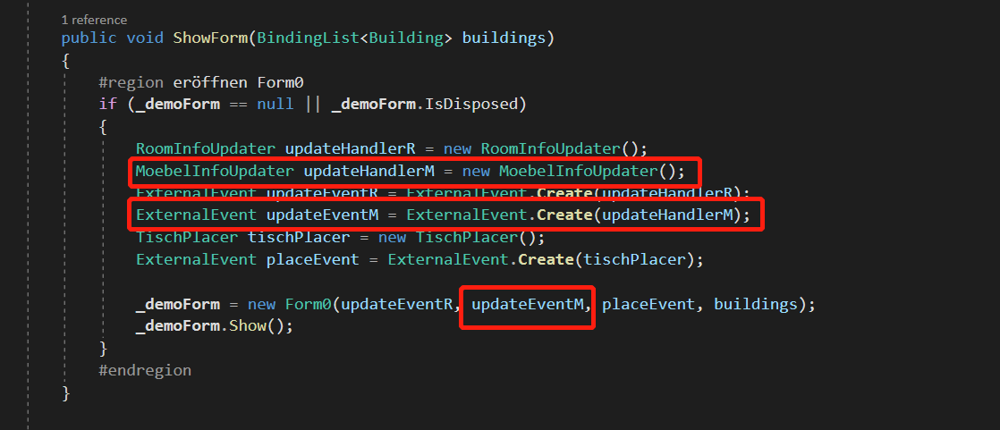 1 reference
public void ShowForm(BindingList<Building> buildings)
{
#region eröffnen Form0
if (_demoForm == null || _demoForm.IsDisposed)
{
RoomInfoUpdater updateHandlerR = new RoomInfoUpdater();
MoebelInfoUpdater updateHandlerM = new MoebelInfoUpdater();
ExternalEvent updateEventR = ExternalEvent.Create(updateHandlerR);
ExternalEvent updateEventM = ExternalEvent.Create(updateHandlerM);
TischPlacer tischPlacer = new TischPlacer();
ExternalEvent placeEvent = ExternalEvent.Create(tischPlacer);
_demoForm = new Form0(updateEventR, updateEventM, placeEvent, buildings);
_demoForm.Show();
}
#endregion
}